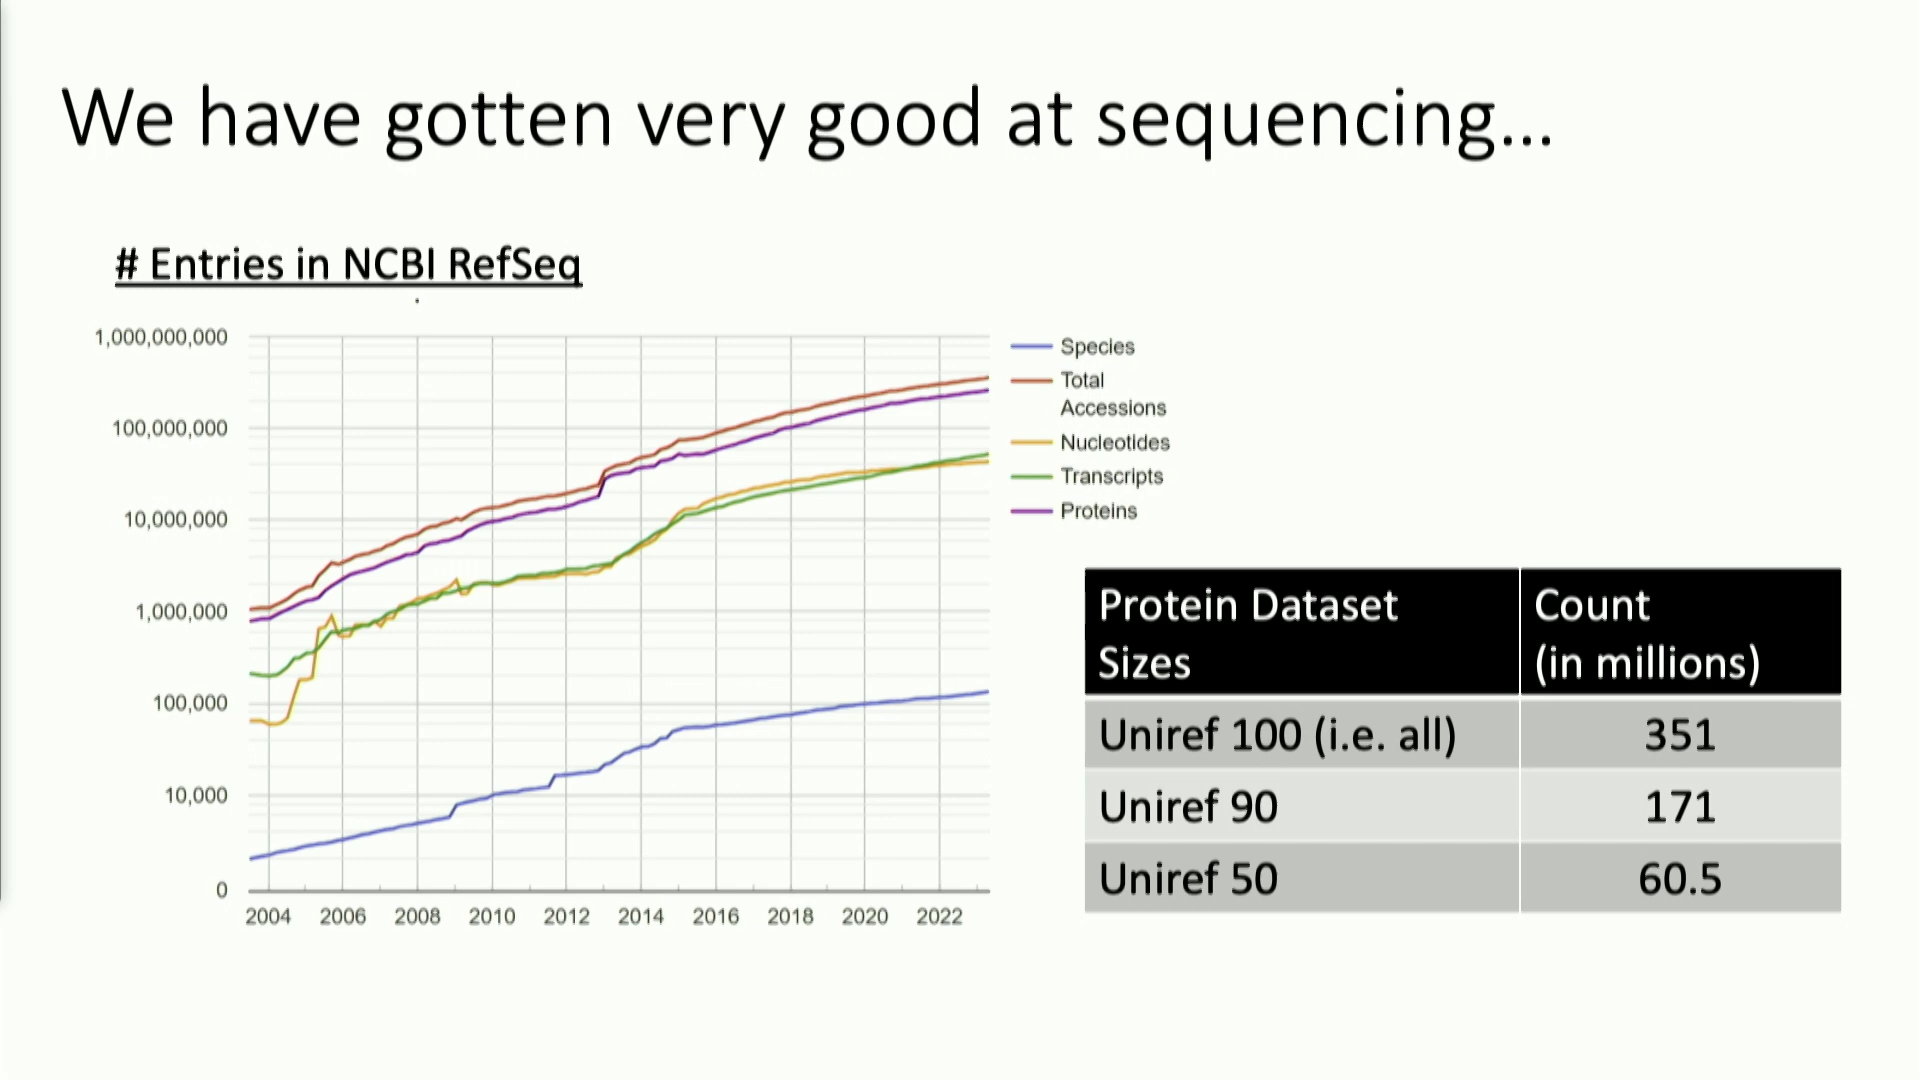 We have gotten very good at sequencing...
# Entries in NCBI RefSeq
1,000,000,000
100,000,000
10,000,000
1,000,000
100,000
10,000
0
2004 2006 2008 2010 2012 2014 2016 2018 2020 2022
Species
Total
Accessions
Nucleotides
Transcripts
Proteins
Protein Dataset
Sizes
Count
(in millions)
Uniref 100 (i.e. all) 351
Uniref 90 171
Uniref 50 60.5